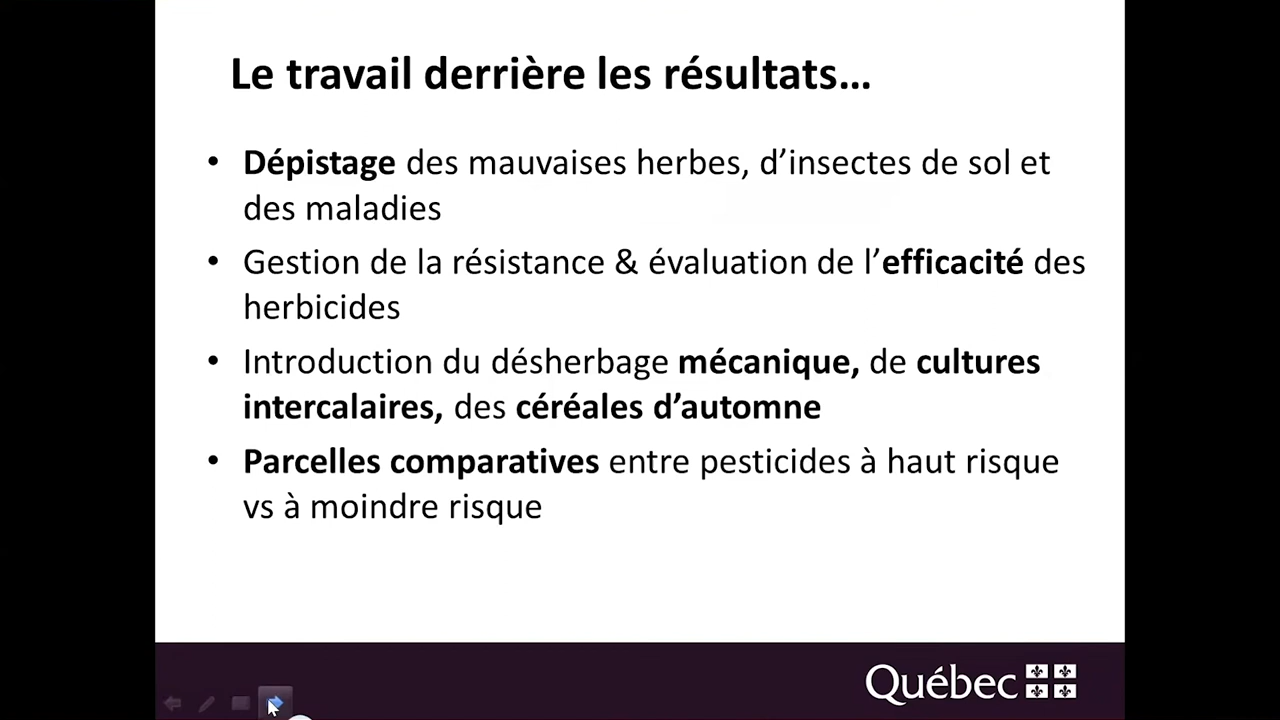 Le travail derrière les résultats…
• Dépistage des mauvaises herbes, d’insectes de sol et
des maladies
• Gestion de la résistance & évaluation de l’efficacité des
herbicides
• Introduction du désherbage mécanique, de cultures
intercalaires, des céréales d’automne
• Parcelles comparatives entre pesticides à haut risque
vs à moindre risque
Québec